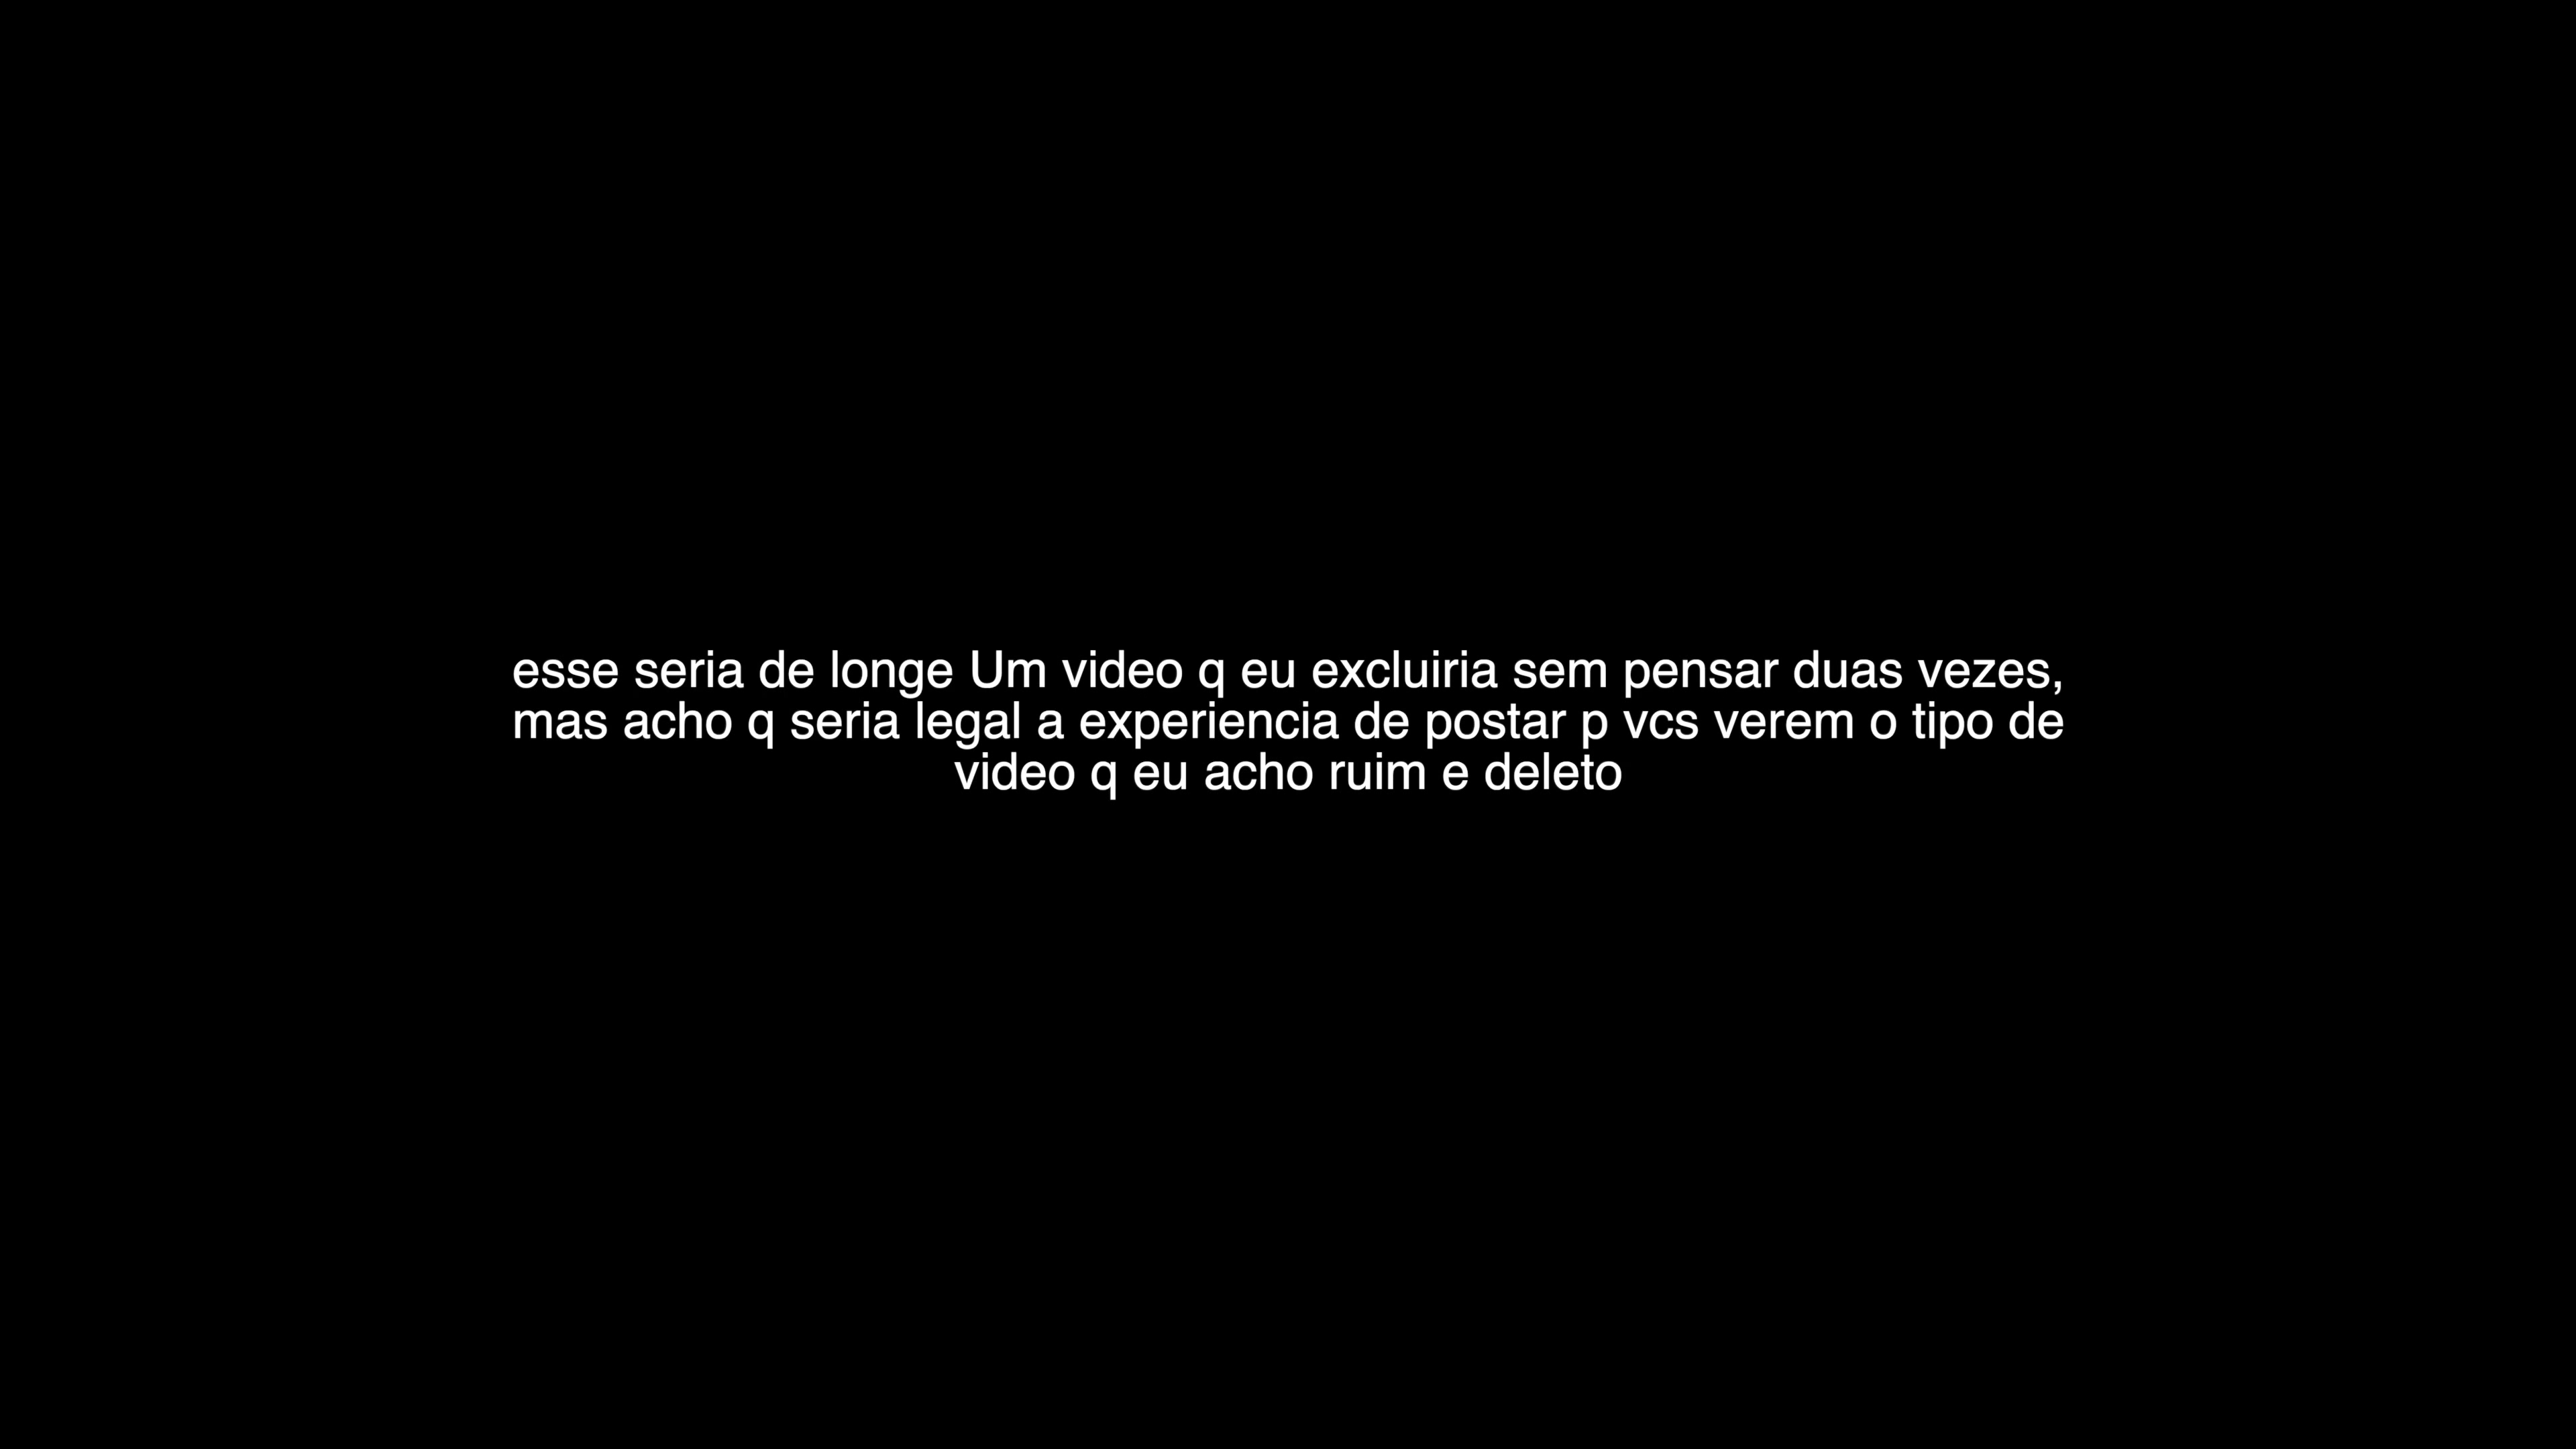 esse seria de longe Um video q eu excluiria sem pensar duas vezes,
mas acho q seria legal a experiencia de postar p vcs verem o tipo de
video q eu acho ruim e deleto